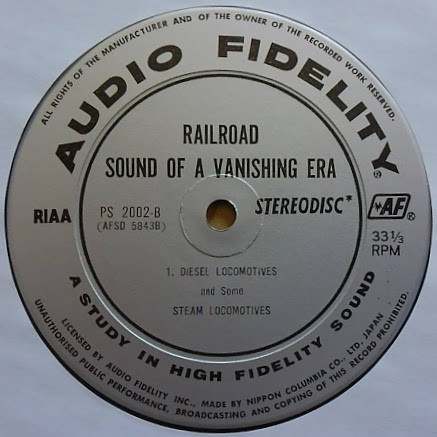 ALL RIGHTS OF THE MANUFACTURER AND OF THE OWNER OF THE RECORDED WORK RESERVED.
AUDIO FIDELITY®
RAILROAD
SOUND OF A VANISHING ERA
RIAA
PS 2002-B
(AFSD 5843B)
STEREODISC*
AF®
33 1/3
RPM
1. DIESEL LOCOMOTIVES
and Some
STEAM LOCOMOTIVES
A STUDY IN HIGH FIDELITY SOUND
LICENSED BY AUDIO FIDELITY INC., MADE BY NIPPON COLUMBIA CO., LTD. JAPAN
UNAUTHORISED PUBLIC PERFORMANCE, BROADCASTING AND COPYING OF THIS RECORD PROHIBITED.